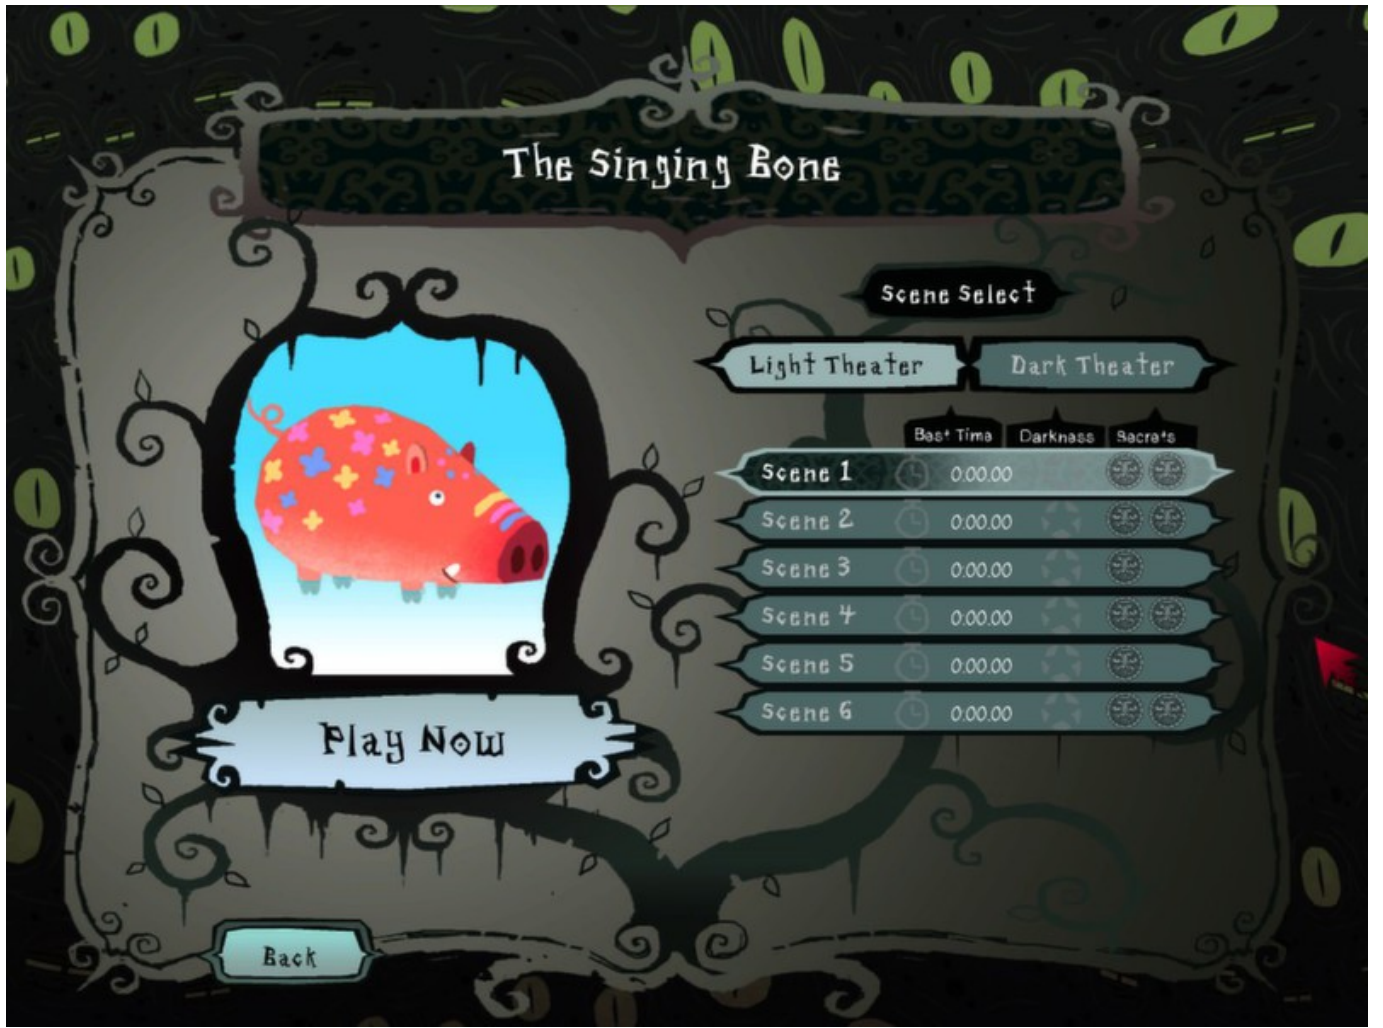 The Singing Bone
Scene Select
Light Theater Dark Theater
Best Time Darkness Secrets
Scene 1 0:00.00
Scene 2 0:00.00
Scene 3 0:00.00
Scene 4 0:00.00
Scene 5 0:00.00
Scene 6 0:00.00
Play Now
Back